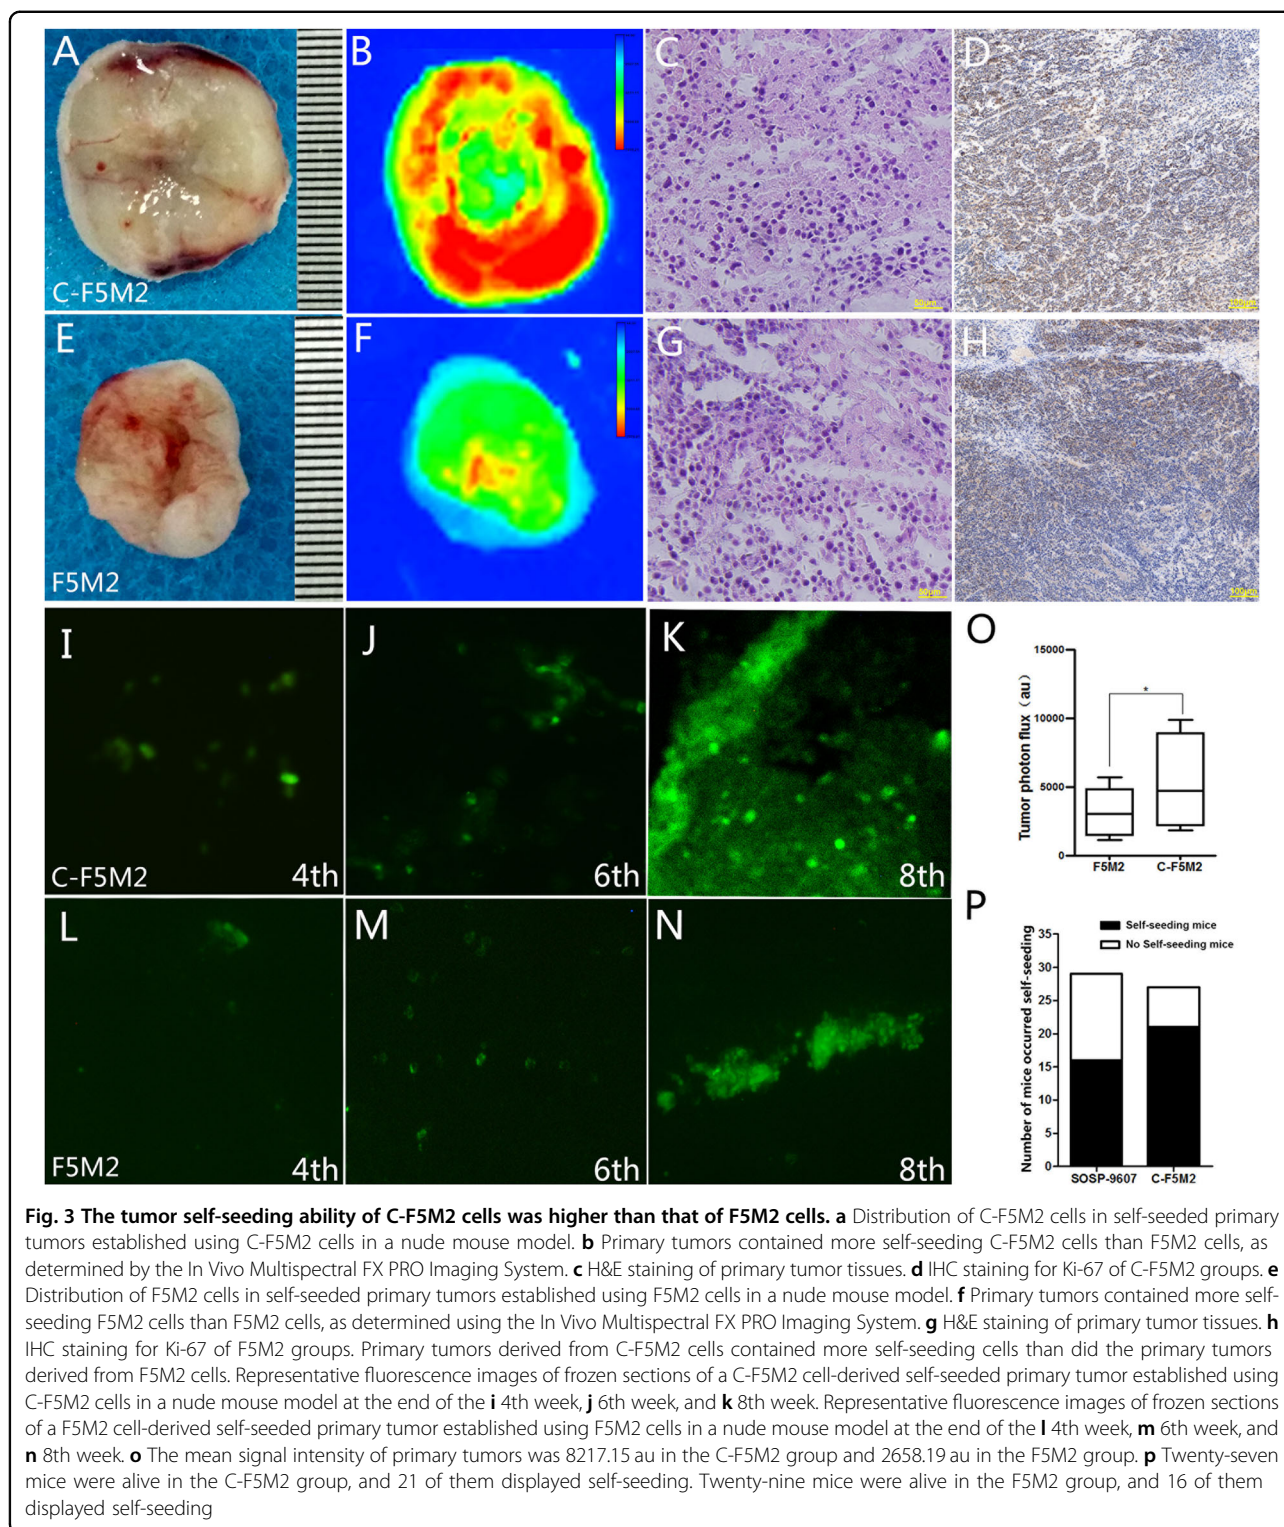 A
B
C
D
C-F5M2
50μm
100μm
E
F
G
H
F5M2
50μm
100μm
I
J
K
C-F5M2
4th
6th
8th
L
M
N
F5M2
4th
6th
8th
O
Tumor photon flux (au)
15000
10000
5000
0
*
F5M2 C-F5M2
P
Self-seeding mice
No Self-seeding mice
Number of mice occurred self-seeding
35
30
25
20
15
10
5
0
SOSP-9607 C-F5M2
Fig. 3 The tumor self-seeding ability of C-F5M2 cells was higher than that of F5M2 cells. a Distribution of C-F5M2 cells in self-seeded primary
tumors established using C-F5M2 cells in a nude mouse model. b Primary tumors contained more self-seeding C-F5M2 cells than F5M2 cells, as
determined by the In Vivo Multispectral FX PRO Imaging System. c H&E staining of primary tumor tissues. d IHC staining for Ki-67 of C-F5M2 groups. e
Distribution of F5M2 cells in self-seeded primary tumors established using F5M2 cells in a nude mouse model. f Primary tumors contained more self-
seeding F5M2 cells than F5M2 cells, as determined using the In Vivo Multispectral FX PRO Imaging System. g H&E staining of primary tumor tissues. h
IHC staining for Ki-67 of F5M2 groups. Primary tumors derived from C-F5M2 cells contained more self-seeding cells than did the primary tumors
derived from F5M2 cells. Representative fluorescence images of frozen sections of a C-F5M2 cell-derived self-seeded primary tumor established using
C-F5M2 cells in a nude mouse model at the end of the i 4th week, j 6th week, and k 8th week. Representative fluorescence images of frozen sections
of a F5M2 cell-derived self-seeded primary tumor established using F5M2 cells in a nude mouse model at the end of the l 4th week, m 6th week, and
n 8th week. o The mean signal intensity of primary tumors was 8217.15 au in the C-F5M2 group and 2658.19 au in the F5M2 group. p Twenty-seven
mice were alive in the C-F5M2 group, and 21 of them displayed self-seeding. Twenty-nine mice were alive in the F5M2 group, and 16 of them
displayed self-seeding